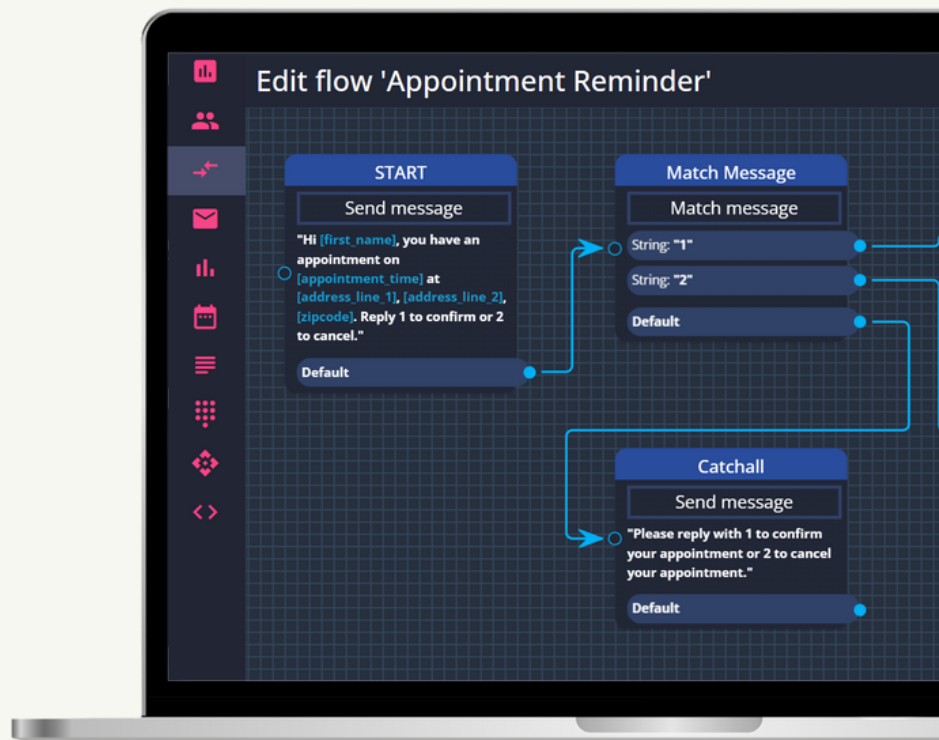 Edit flow 'Appointment Reminder'
START
Send message
"Hi [first_name], you have an
appointment on
[appointment_time] at
[address_line_1], [address_line_2],
[zipcode]. Reply 1 to confirm or 2
to cancel."
Default
Match Message
Match message
String: "1"
String: "2"
Default
Catchall
Send message
"Please reply with 1 to confirm
your appointment or 2 to cancel
your appointment."
Default